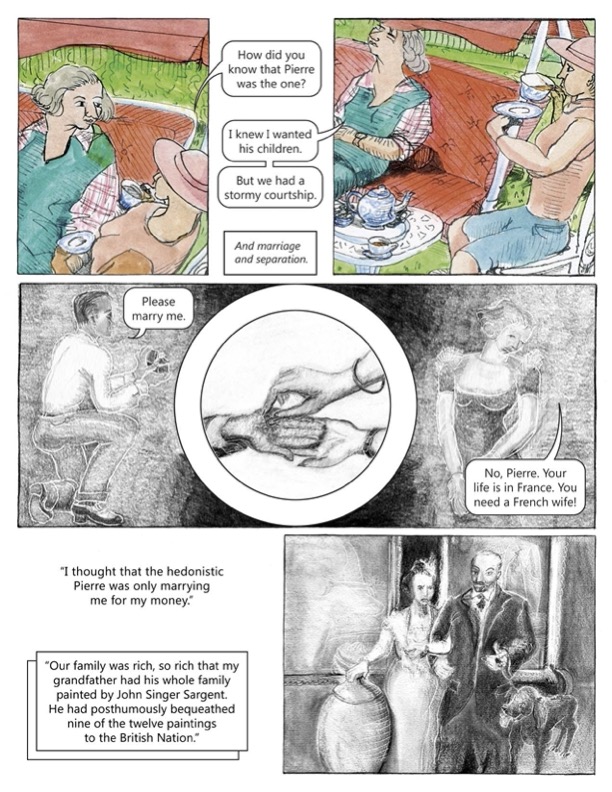 How did you
know that Pierre
was the one?
I knew I wanted
his children.
But we had a
stormy courtship.
And marriage
and separation.
Please
marry me.
No, Pierre. Your
life is in France. You
need a French wife!
“I thought that the hedonistic
Pierre was only marrying
me for my money.”
“Our family was rich, so rich that my
grandfather had his whole family
painted by John Singer Sargent.
He had posthumously bequeathed
nine of the twelve paintings
to the British Nation.”